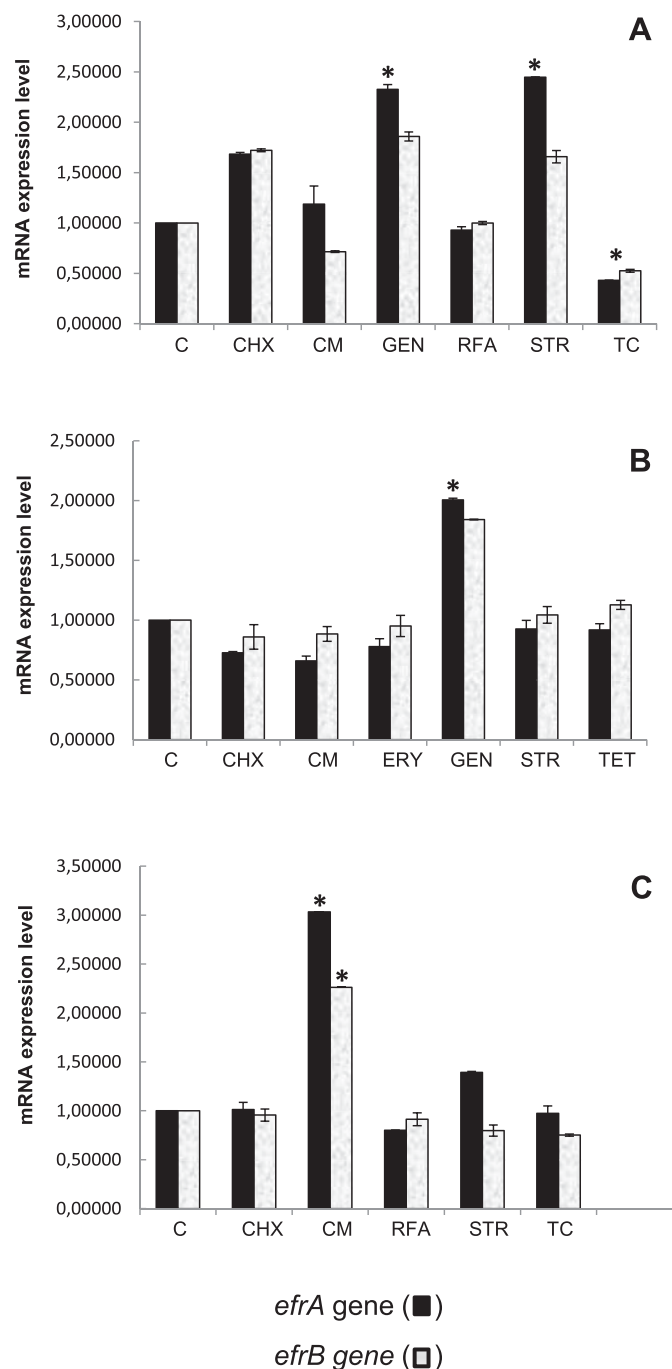 A
mRNA expression level
3,00000
2,50000
2,00000
1,50000
1,00000
0,50000
0,00000
* * *
C CHX CM GEN RFA STR TC
B
mRNA expression level
2,50000
2,00000
1,50000
1,00000
0,50000
0,00000
*
C CHX CM ERY GEN STR TET
C
mRNA expression level
3,50000
3,00000
2,50000
2,00000
1,50000
1,00000
0,50000
0,00000
* *
C CHX CM RFA STR TC
efrA gene (■)
efrB gene (□)